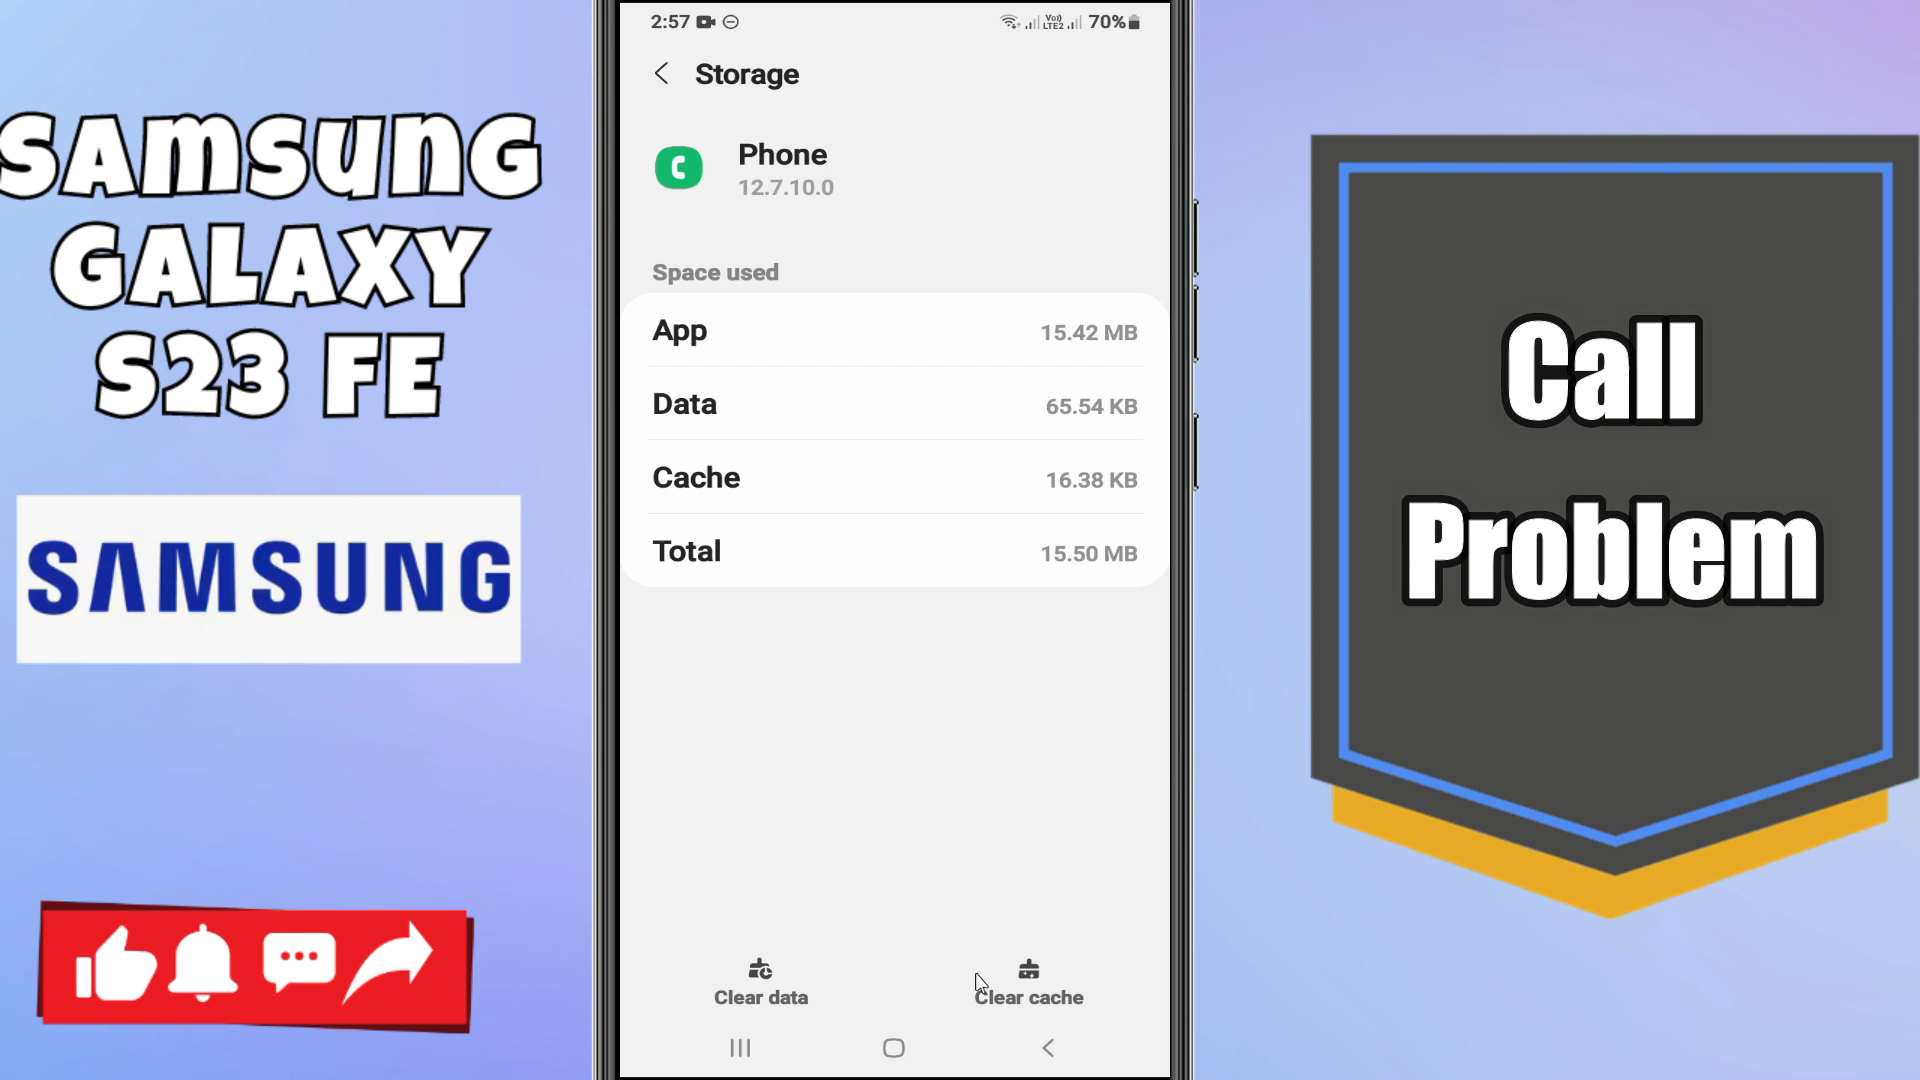 SAMSUNG
GALAXY
S23 FE
SAMSUNG
2:57
Vo))
LTE2
70%
Storage
Phone
12.7.10.0
Space used
App 15.42 MB
Data 65.54 KB
Cache 16.38 KB
Total 15.50 MB
Clear data
Clear cache
Call
Problem